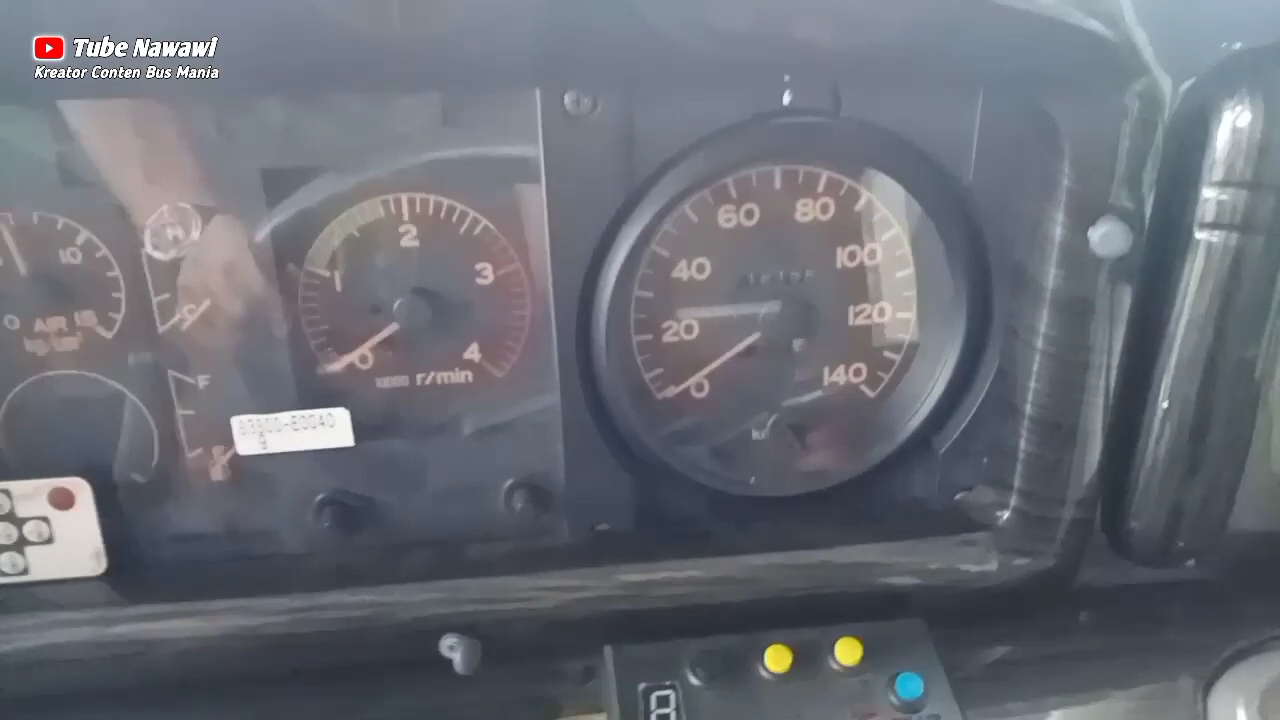 Tube Nawawi
Kreator Conten Bus Mania
60 80
2
10
1 3
40 100
20 120
AIR 15
C
4
0
r/min
0 140
F